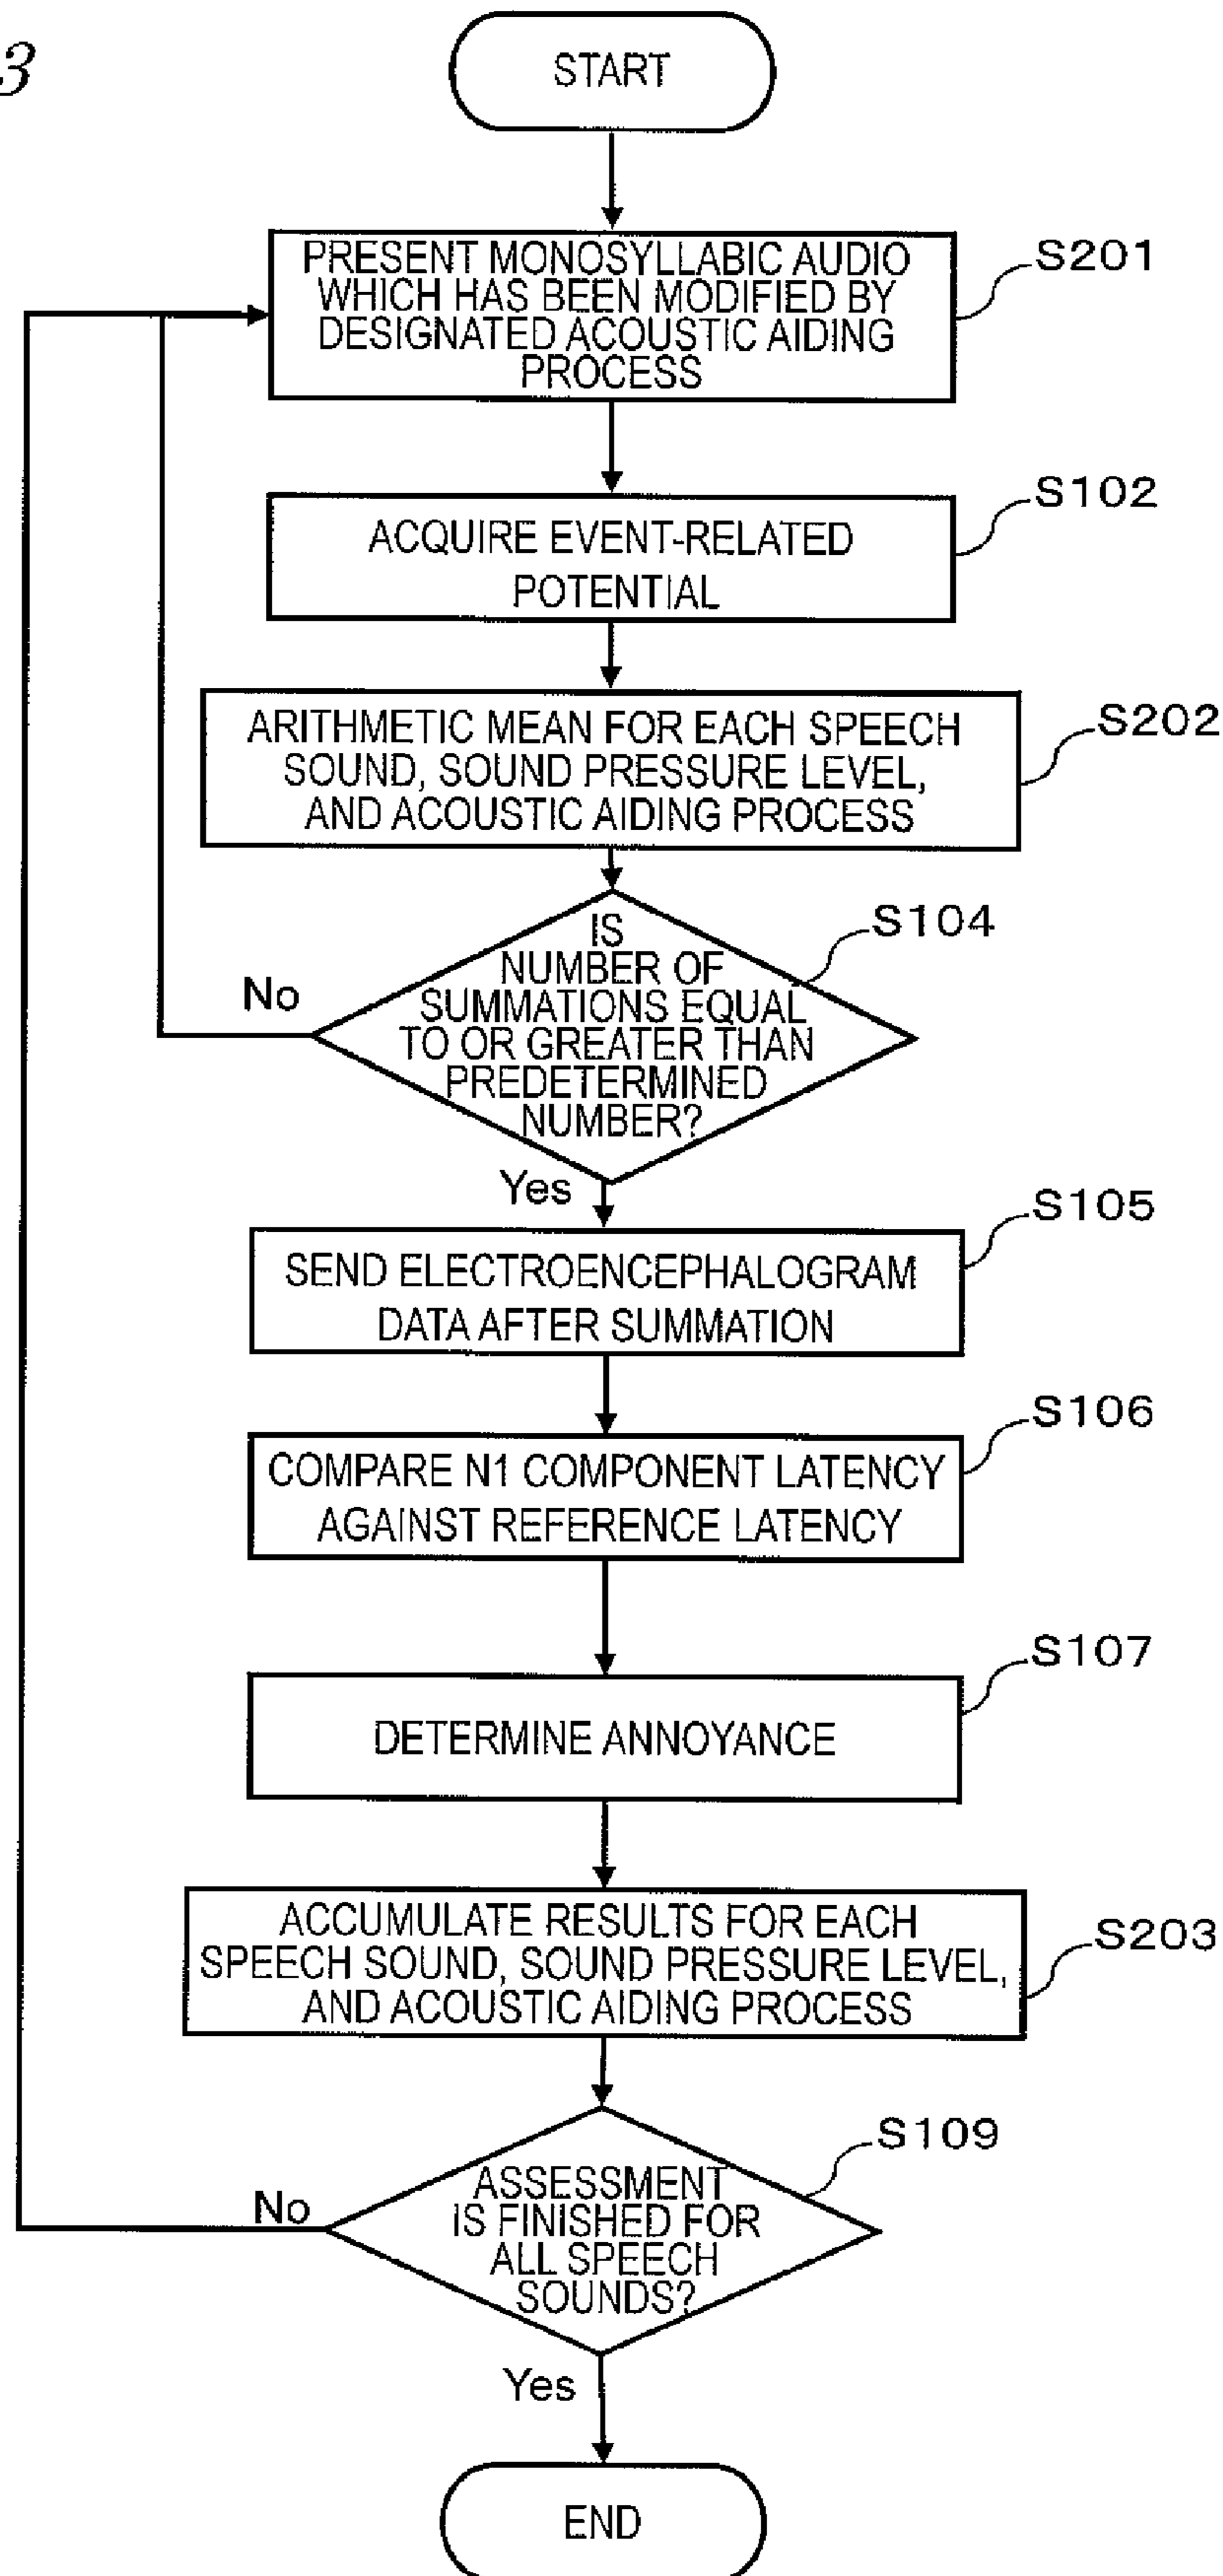 3
START
PRESENT MONOSYLLABIC AUDIO
WHICH HAS BEEN MODIFIED BY
DESIGNATED ACOUSTIC AIDING
PROCESS
S201
ACQUIRE EVENT-RELATED
POTENTIAL
S102
ARITHMETIC MEAN FOR EACH SPEECH
SOUND, SOUND PRESSURE LEVEL,
AND ACOUSTIC AIDING PROCESS
S202
IS
NUMBER OF
SUMMATIONS EQUAL
TO OR GREATER THAN
PREDETERMINED
NUMBER?
S104
No
Yes
SEND ELECTROENCEPHALOGRAM
DATA AFTER SUMMATION
S105
COMPARE N1 COMPONENT LATENCY
AGAINST REFERENCE LATENCY
S106
DETERMINE ANNOYANCE
S107
ACCUMULATE RESULTS FOR EACH
SPEECH SOUND, SOUND PRESSURE LEVEL,
AND ACOUSTIC AIDING PROCESS
S203
ASSESSMENT
IS FINISHED FOR
ALL SPEECH
SOUNDS?
S109
No
Yes
END